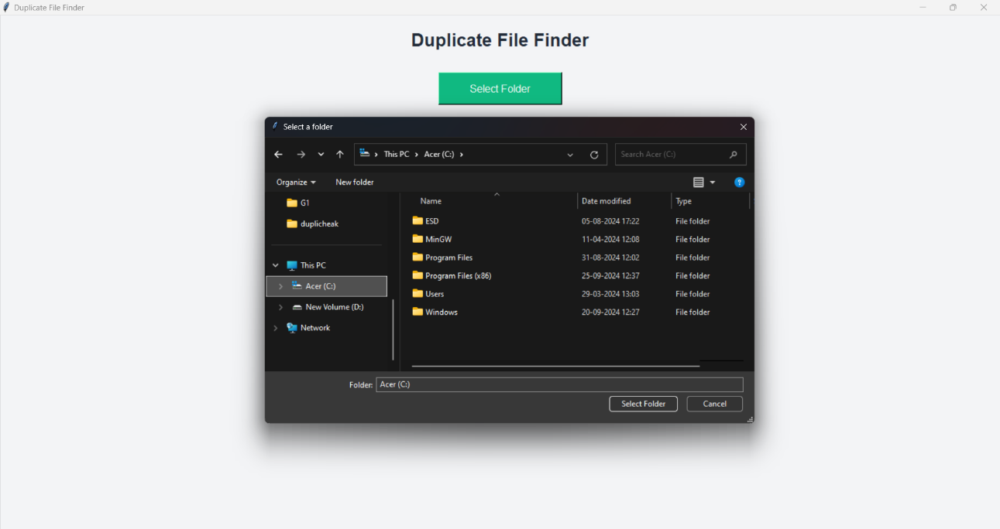 Duplicate File Finder
Duplicate File Finder
Select Folder
Select a folder
This PC > Acer (C:) >
Search Acer (C:)
Organize
New folder
?
G1
duplicheak
This PC
Acer (C:)
New Volume (D:)
Network
Name Date modified Type
ESD 05-08-2024 17:22 File folder
MinGW 11-04-2024 12:08 File folder
Program Files 31-08-2024 12:02 File folder
Program Files (x86) 25-09-2024 12:37 File folder
Users 29-03-2024 13:03 File folder
Windows 20-09-2024 12:27 File folder
Folder: Acer (C:)
Select Folder
Cancel